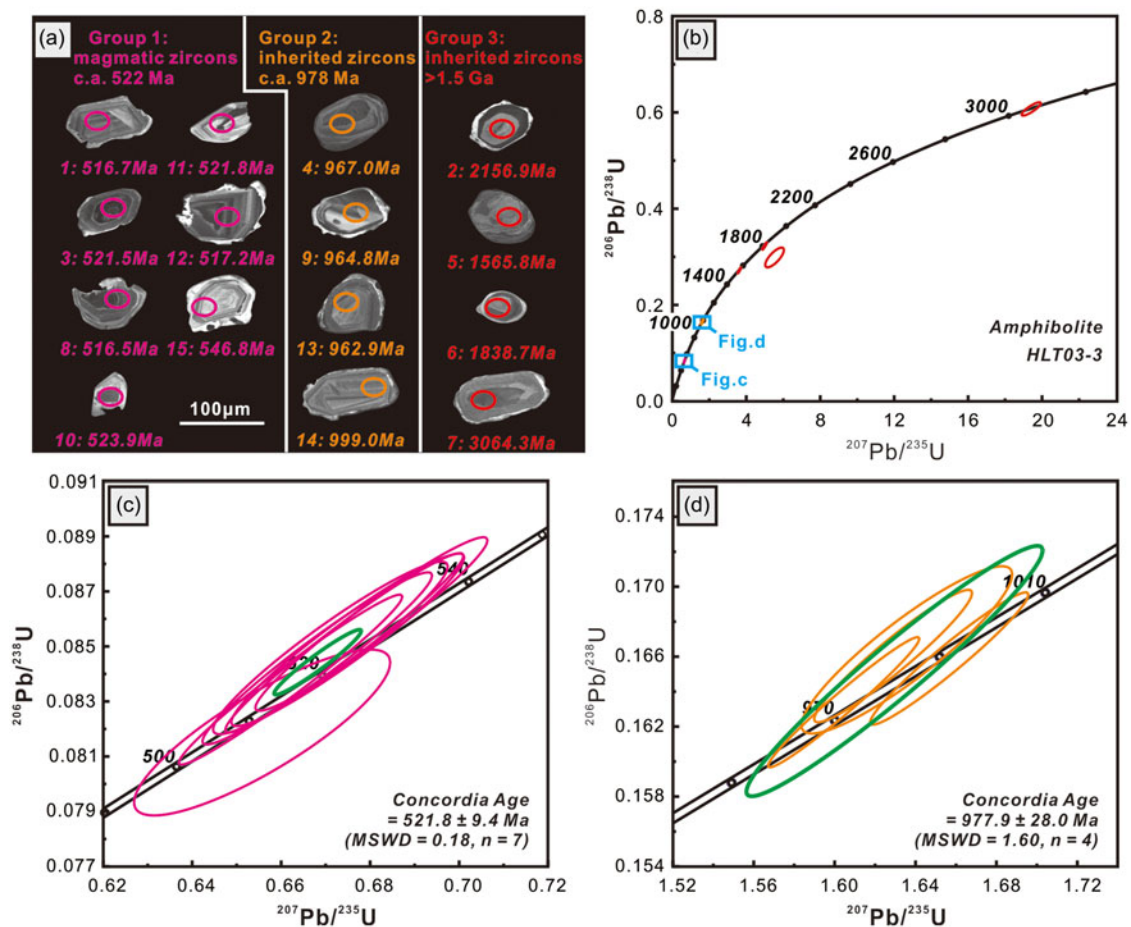 (a)
Group 1:
magmatic zircons
c.a. 522 Ma
Group 2:
inherited zircons
c.a. 978 Ma
Group 3:
inherited zircons
>1.5 Ga
1: 516.7Ma
11: 521.8Ma
4: 967.0Ma
2: 2156.9Ma
3: 521.5Ma
12: 517.2Ma
9: 964.8Ma
5: 1565.8Ma
8: 516.5Ma
15: 546.8Ma
13: 962.9Ma
6: 1838.7Ma
10: 523.9Ma
100μm
14: 999.0Ma
7: 3064.3Ma
(b)
0.8
0.6
0.4
0.2
0.0
²⁰⁶Pb/²³⁸U
3000
2600
2200
1800
1400
1000
Fig.d
Fig.c
Amphibolite
HLT03-3
0 4 8 12 16 20 24
²⁰⁷Pb/²³⁵U
(c)
0.091
0.089
0.087
0.085
0.083
0.081
0.079
0.077
²⁰⁶Pb/²³⁸U
540
520
500
Concordia Age
= 521.8 ± 9.4 Ma
(MSWD = 0.18, n = 7)
0.62 0.64 0.66 0.68 0.70 0.72
²⁰⁷Pb/²³⁵U
(d)
0.174
0.170
0.166
0.162
0.158
0.154
²⁰⁶Pb/²³⁸U
1010
970
Concordia Age
= 977.9 ± 28.0 Ma
(MSWD = 1.60, n = 4)
1.52 1.56 1.60 1.64 1.68 1.72
²⁰⁷Pb/²³⁵U